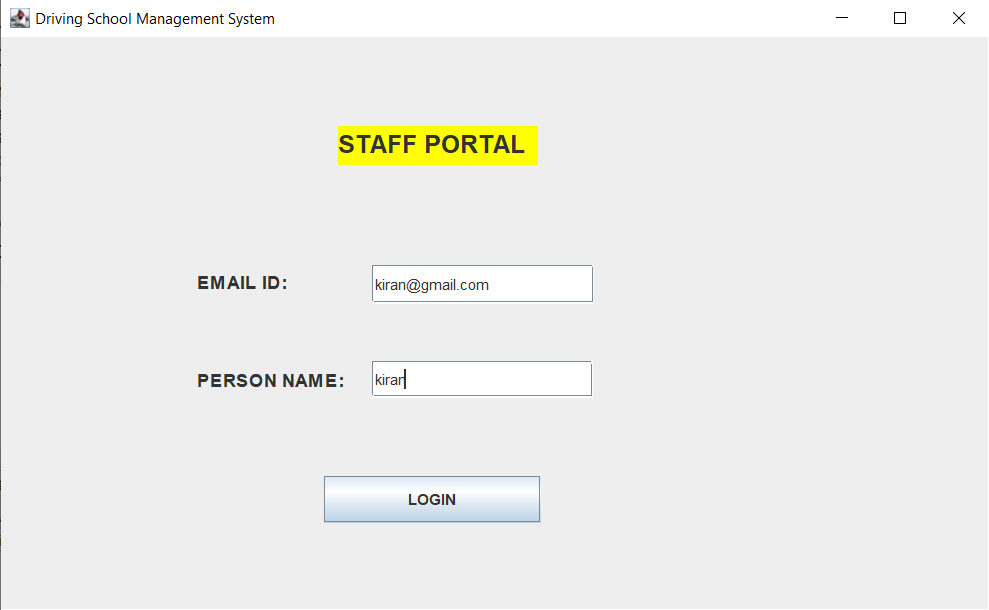 Driving School Management System
STAFF PORTAL
EMAIL ID:
kiran@gmail.com
PERSON NAME:
kiran
LOGIN